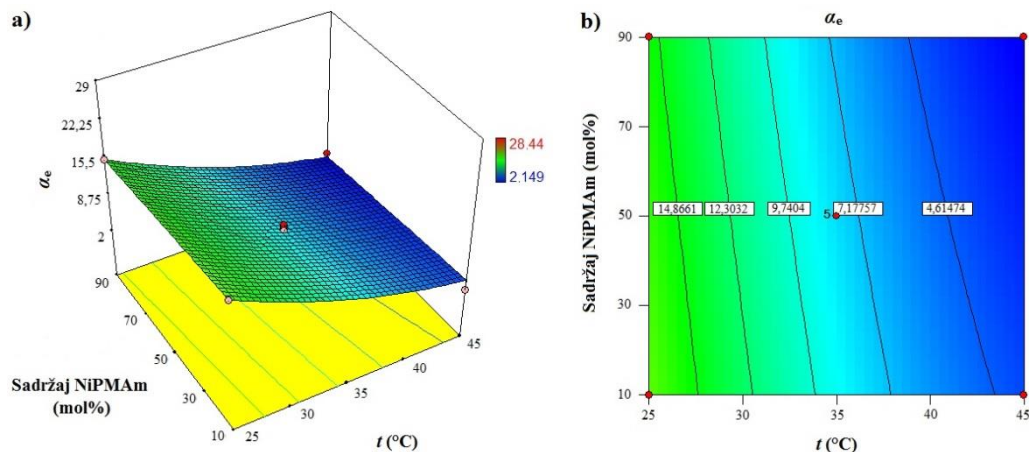 a)
29
22,25
15,5
8,75
2
αe
90
70
50
30
10
Sadržaj NiPMAm
(mol%)
25
30
35
40
45
t (°C)
28.44
2.149
b)
αe
90
70
50
30
10
Sadržaj NiPMAm (mol%)
14,8661 12,3032 9,7404 5 7,17757 4,61474
25 30 35 40 45
t (°C)